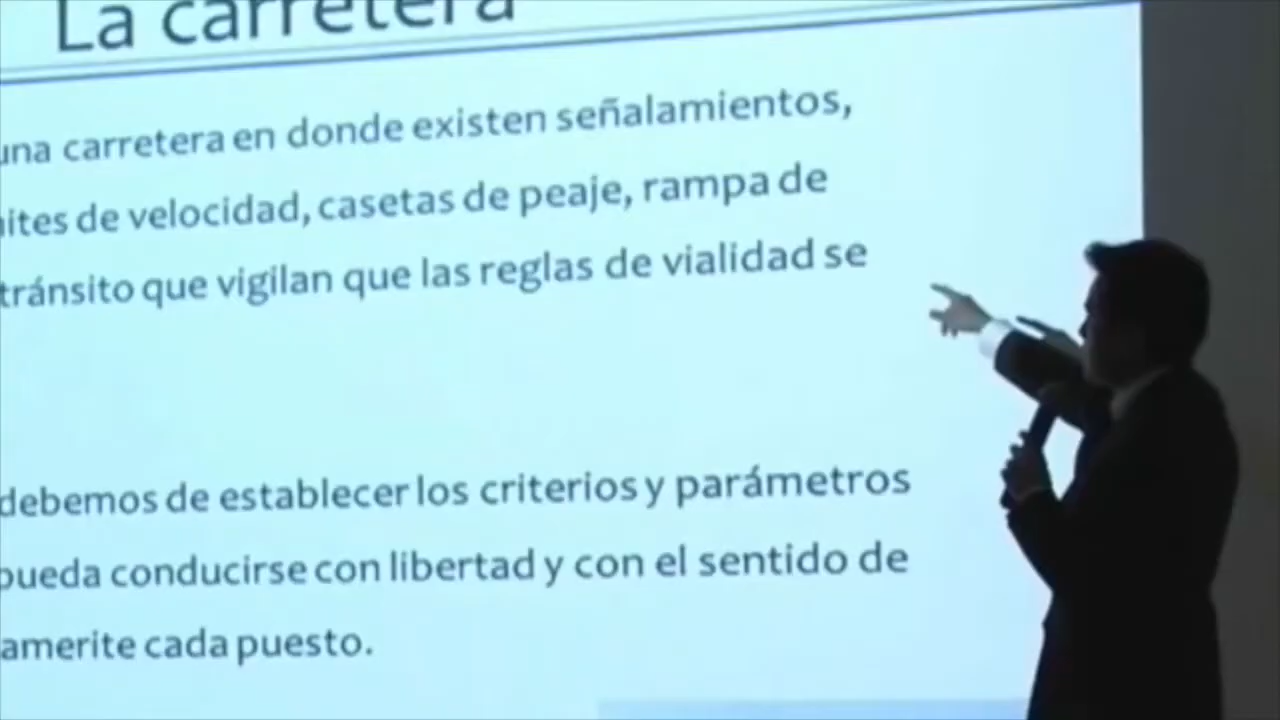 La carretera
una carretera en donde existen señalamientos,
de velocidad, casetas de peaje, rampa de
tránsito que vigilan que las reglas de vialidad se
debemos de establecer los criterios y parámetros
pueda conducirse con libertad y con el sentido de
amerite cada puesto.